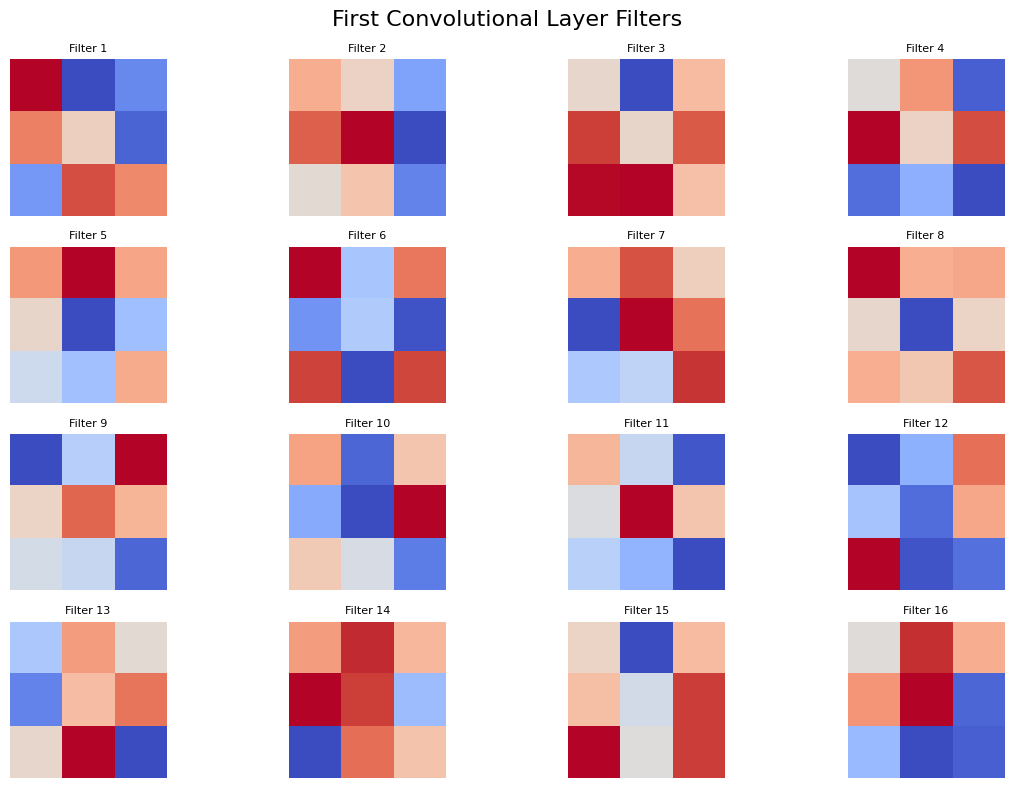 First Convolutional Layer Filters
Filter 1
Filter 2
Filter 3
Filter 4
Filter 5
Filter 6
Filter 7
Filter 8
Filter 9
Filter 10
Filter 11
Filter 12
Filter 13
Filter 14
Filter 15
Filter 16